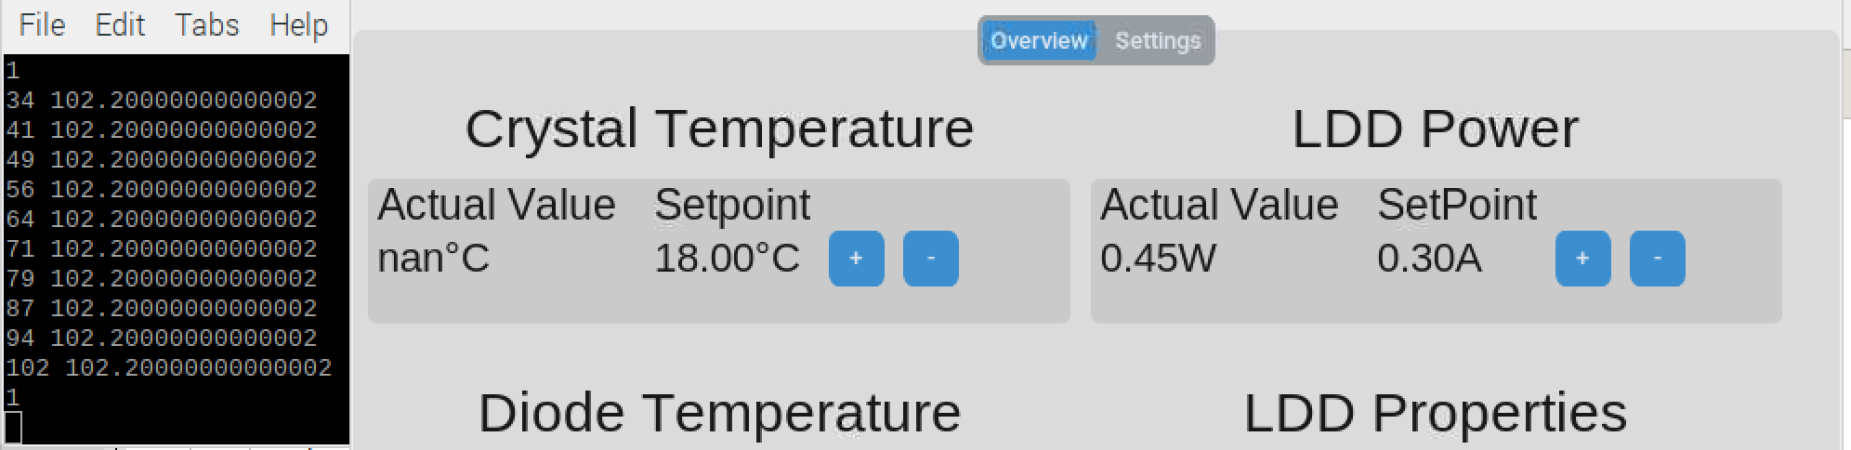 File Edit Tabs Help
1
34 102.20000000000002
41 102.20000000000002
49 102.20000000000002
56 102.20000000000002
64 102.20000000000002
71 102.20000000000002
79 102.20000000000002
87 102.20000000000002
94 102.20000000000002
102 102.20000000000002
1
Overview Settings
Crystal Temperature
Actual Value Setpoint
nan°C 18.00°C + -
LDD Power
Actual Value SetPoint
0.45W 0.30A + -
Diode Temperature
LDD Properties